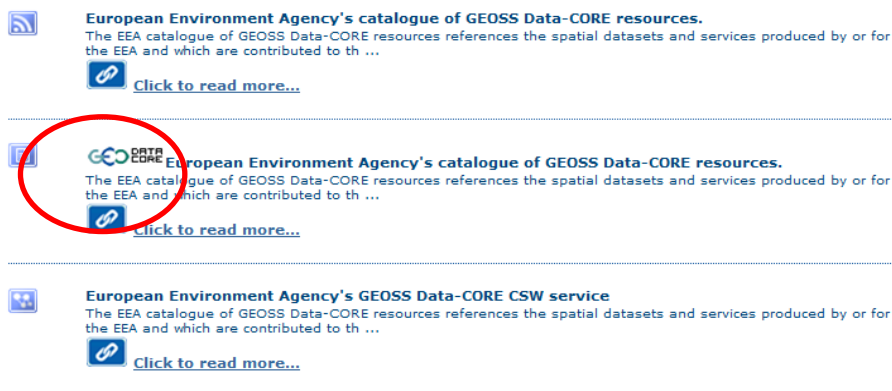 European Environment Agency's catalogue of GEOSS Data-CORE resources.
The EEA catalogue of GEOSS Data-CORE resources references the spatial datasets and services produced by or for
the EEA and which are contributed to th ...
Click to read more...
GEO DATA CORE European Environment Agency's catalogue of GEOSS Data-CORE resources.
The EEA catalogue of GEOSS Data-CORE resources references the spatial datasets and services produced by or for
the EEA and which are contributed to th ...
Click to read more...
European Environment Agency's GEOSS Data-CORE CSW service
The EEA catalogue of GEOSS Data-CORE resources references the spatial datasets and services produced by or for
the EEA and which are contributed to th ...
Click to read more...